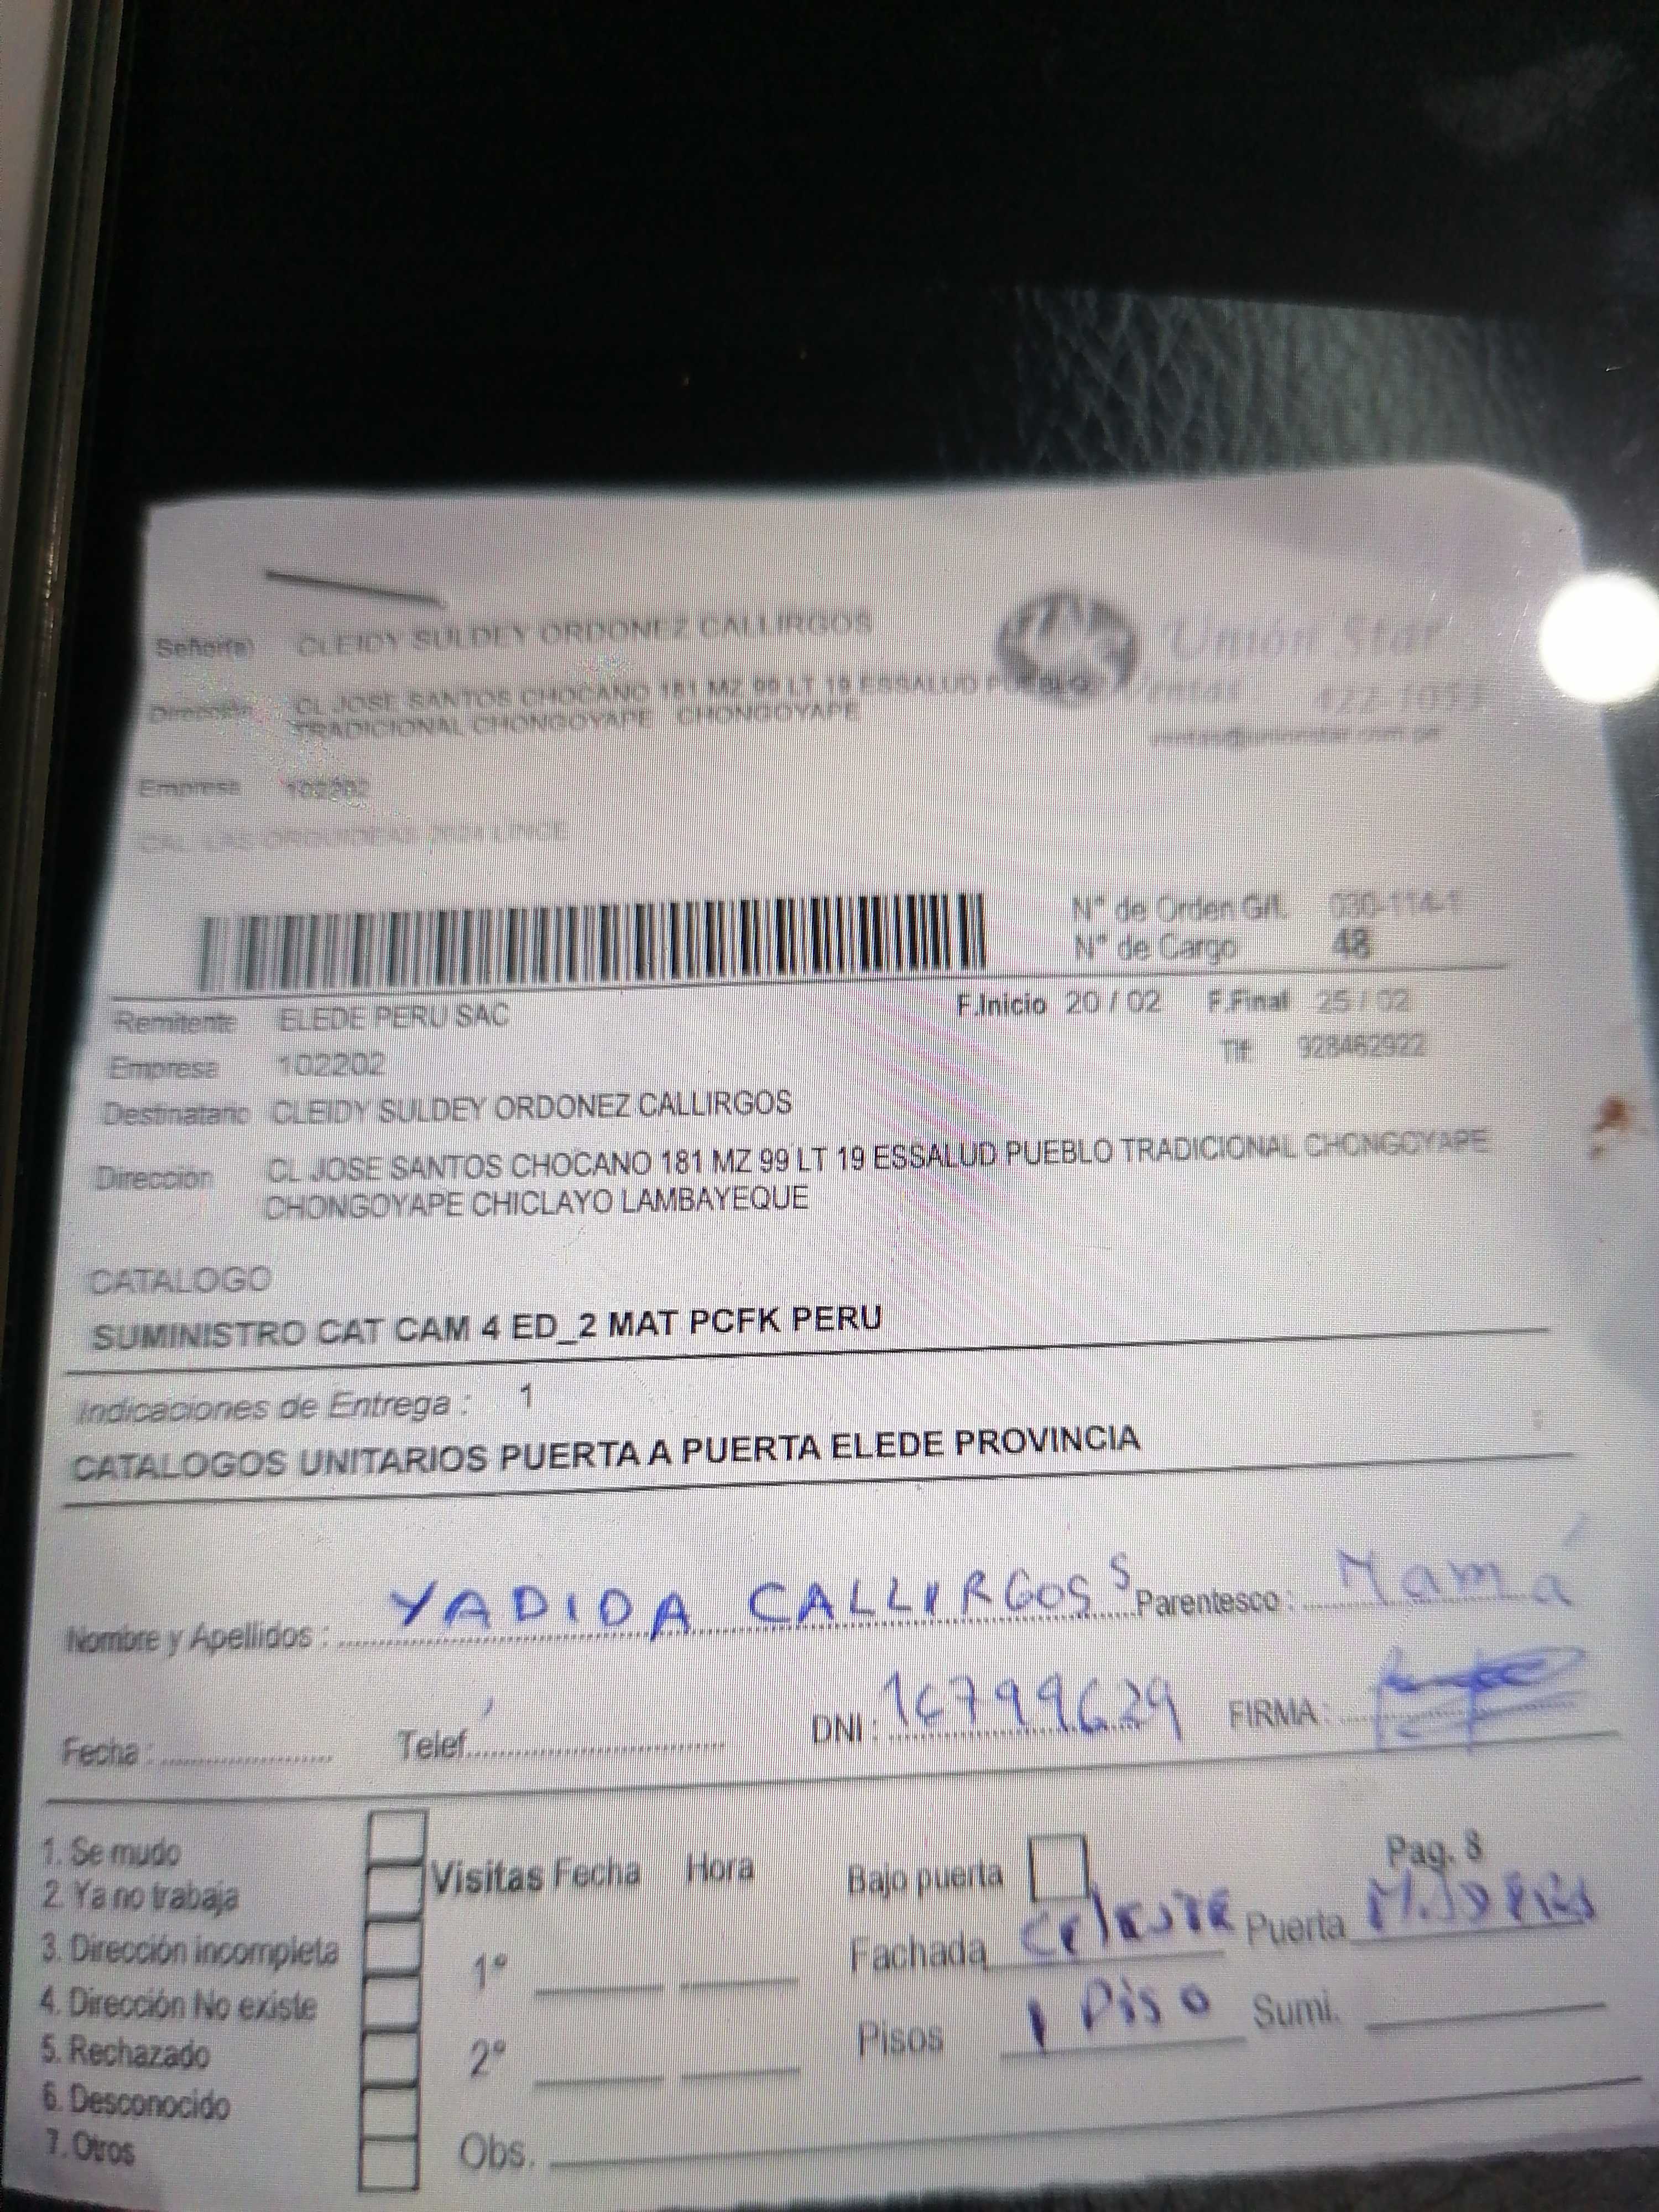 Señor(a) CLEIDY SULDEY ORDONEZ CALLIRGOS
Unión Star
Dirección CL JOSE SANTOS CHOCANO 181 MZ 99 LT 19 ESSALUD PUEBLO
TRADICIONAL CHONGOYAPE CHONGOYAPE
Ventas 422-
Empresa 102202
LINCE
N° de Orden G/L 030-114-1
N° de Cargo 48
Remitente ELEDE PERU SAC F.Inicio 20 / 02 F.Final 25 / 02
Empresa 102202 Tlf: 928462922
Destinatario CLEIDY SULDEY ORDONEZ CALLIRGOS
Dirección CL JOSE SANTOS CHOCANO 181 MZ 99 LT 19 ESSALUD PUEBLO TRADICIONAL CHONGOYAPE
CHONGOYAPE CHICLAYO LAMBAYEQUE
CATALOGO
SUMINISTRO CAT CAM 4 ED_2 MAT PCFK PERU
Indicaciones de Entrega : 1
CATALOGOS UNITARIOS PUERTA A PUERTA ELEDE PROVINCIA
Nombre y Apellidos : YADIDA CALLIRGOS S Parentesco : Mamá
Fecha : Telef. DNI : 16799629 FIRMA :
1. Se mudo
2. Ya no trabaja
3. Dirección incompleta
4. Dirección No existe
5. Rechazado
6. Desconocido
7. Otros
Visitas Fecha Hora
1°
2°
Obs.
Bajo puerta Pag. 8
Fachada Celeste Puerta
Pisos 1 Piso Sumi.